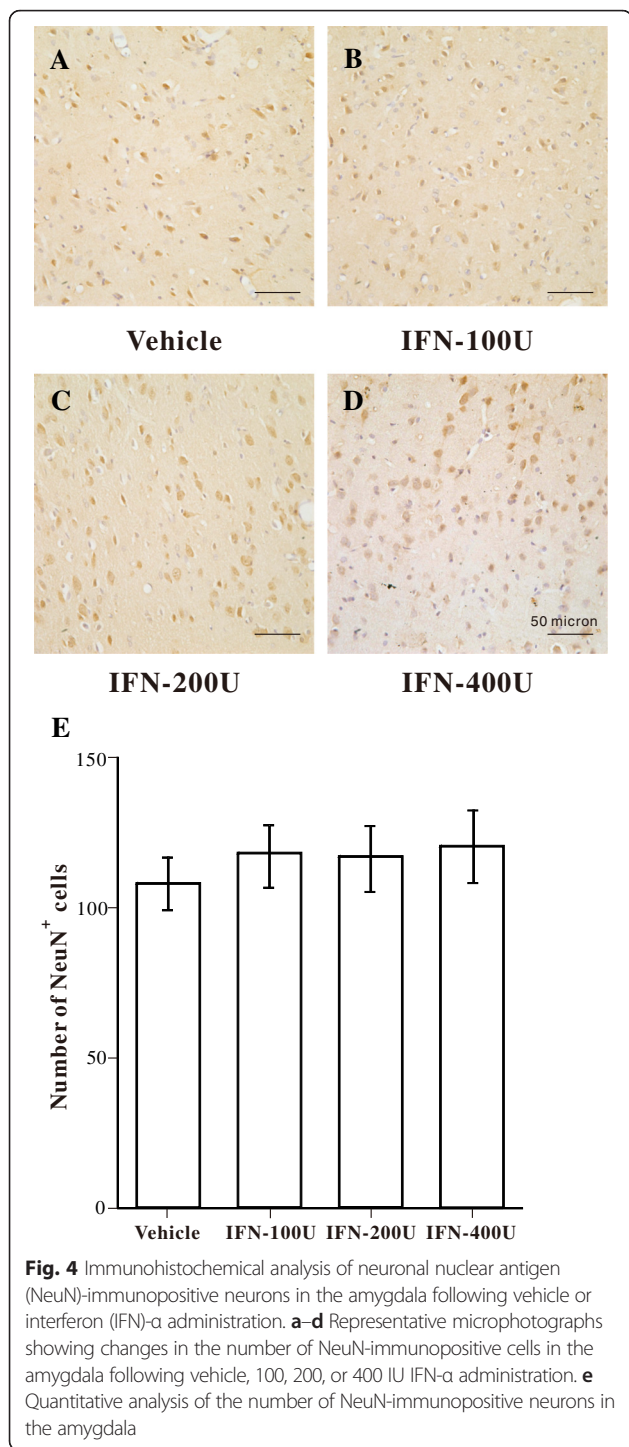 A
B
Vehicle
IFN-100U
C
D
50 micron
IFN-200U
IFN-400U
E
150
100
50
0
Number of NeuN⁺ cells
Vehicle IFN-100U IFN-200U IFN-400U
Fig. 4 Immunohistochemical analysis of neuronal nuclear antigen
(NeuN)-immunopositive neurons in the amygdala following vehicle or
interferon (IFN)-α administration. a–d Representative microphotographs
showing changes in the number of NeuN-immunopositive cells in the
amygdala following vehicle, 100, 200, or 400 IU IFN-α administration. e
Quantitative analysis of the number of NeuN-immunopositive neurons in
the amygdala